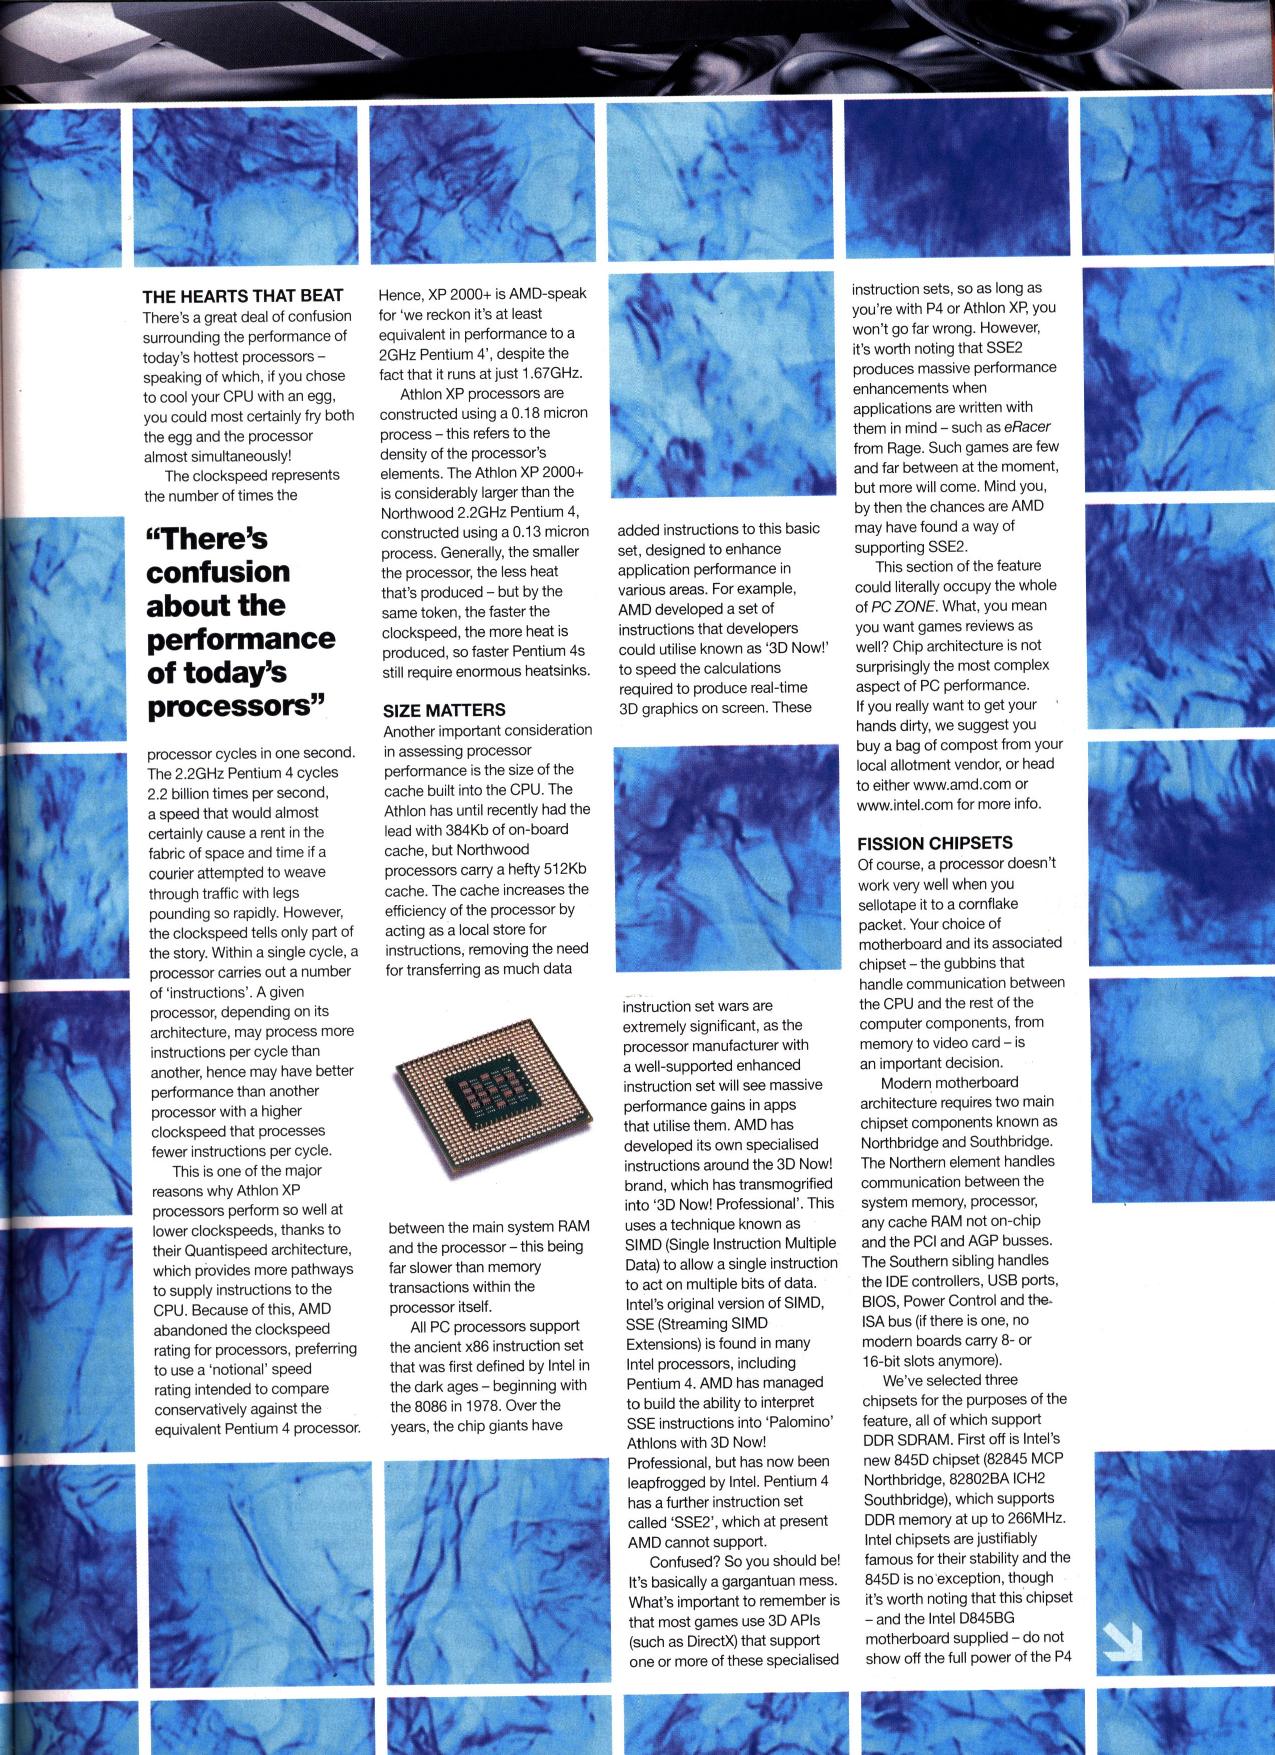 THE HEARTS THAT BEAT
There's a great deal of confusion
surrounding the performance of
today's hottest processors –
speaking of which, if you chose
to cool your CPU with an egg,
you could most certainly fry both
the egg and the processor
almost simultaneously!
The clockspeed represents
the number of times the
“There's
confusion
about the
performance
of today's
processors”
processor cycles in one second.
The 2.2GHz Pentium 4 cycles
2.2 billion times per second,
a speed that would almost
certainly cause a rent in the
fabric of space and time if a
courier attempted to weave
through traffic with legs
pounding so rapidly. However,
the clockspeed tells only part of
the story. Within a single cycle, a
processor carries out a number
of 'instructions'. A given
processor, depending on its
architecture, may process more
instructions per cycle than
another, hence may have better
performance than another
processor with a higher
clockspeed that processes
fewer instructions per cycle.
This is one of the major
reasons why Athlon XP
processors perform so well at
lower clockspeeds, thanks to
their Quantispeed architecture,
which provides more pathways
to supply instructions to the
CPU. Because of this, AMD
abandoned the clockspeed
rating for processors, preferring
to use a 'notional' speed
rating intended to compare
conservatively against the
equivalent Pentium 4 processor.
Hence, XP 2000+ is AMD-speak
for 'we reckon it's at least
equivalent in performance to a
2GHz Pentium 4', despite the
fact that it runs at just 1.67GHz.
Athlon XP processors are
constructed using a 0.18 micron
process – this refers to the
density of the processor's
elements. The Athlon XP 2000+
is considerably larger than the
Northwood 2.2GHz Pentium 4,
constructed using a 0.13 micron
process. Generally, the smaller
the processor, the less heat
that's produced – but by the
same token, the faster the
clockspeed, the more heat is
produced, so faster Pentium 4s
still require enormous heatsinks.
SIZE MATTERS
Another important consideration
in assessing processor
performance is the size of the
cache built into the CPU. The
Athlon has until recently had the
lead with 384Kb of on-board
cache, but Northwood
processors carry a hefty 512Kb
cache. The cache increases the
efficiency of the processor by
acting as a local store for
instructions, removing the need
for transferring as much data
between the main system RAM
and the processor – this being
far slower than memory
transactions within the
processor itself.
All PC processors support
the ancient x86 instruction set
that was first defined by Intel in
the dark ages – beginning with
the 8086 in 1978. Over the
years, the chip giants have
added instructions to this basic
set, designed to enhance
application performance in
various areas. For example,
AMD developed a set of
instructions that developers
could utilise known as '3D Now!'
to speed the calculations
required to produce real-time
3D graphics on screen. These
instruction set wars are
extremely significant, as the
processor manufacturer with
a well-supported enhanced
instruction set will see massive
performance gains in apps
that utilise them. AMD has
developed its own specialised
instructions around the 3D Now!
brand, which has transmogrified
into '3D Now! Professional'. This
uses a technique known as
SIMD (Single Instruction Multiple
Data) to allow a single instruction
to act on multiple bits of data.
Intel's original version of SIMD,
SSE (Streaming SIMD
Extensions) is found in many
Intel processors, including
Pentium 4. AMD has managed
to build the ability to interpret
SSE instructions into 'Palomino'
Athlons with 3D Now!
Professional, but has now been
leapfrogged by Intel. Pentium 4
has a further instruction set
called 'SSE2', which at present
AMD cannot support.
Confused? So you should be!
It's basically a gargantuan mess.
What's important to remember is
that most games use 3D APIs
(such as DirectX) that support
one or more of these specialised
instruction sets, so as long as
you're with P4 or Athlon XP, you
won't go far wrong. However,
it's worth noting that SSE2
produces massive performance
enhancements when
applications are written with
them in mind – such as eRacer
from Rage. Such games are few
and far between at the moment,
but more will come. Mind you,
by then the chances are AMD
may have found a way of
supporting SSE2.
This section of the feature
could literally occupy the whole
of PC ZONE. What, you mean
you want games reviews as
well? Chip architecture is not
surprisingly the most complex
aspect of PC performance.
If you really want to get your
hands dirty, we suggest you
buy a bag of compost from your
local allotment vendor, or head
to either www.amd.com or
www.intel.com for more info.
FISSION CHIPSETS
Of course, a processor doesn't
work very well when you
sellotape it to a cornflake
packet. Your choice of
motherboard and its associated
chipset – the gubbins that
handle communication between
the CPU and the rest of the
computer components, from
memory to video card – is
an important decision.
Modern motherboard
architecture requires two main
chipset components known as
Northbridge and Southbridge.
The Northern element handles
communication between the
system memory, processor,
any cache RAM not on-chip
and the PCI and AGP busses.
The Southern sibling handles
the IDE controllers, USB ports,
BIOS, Power Control and the
ISA bus (if there is one, no
modern boards carry 8- or
16-bit slots anymore).
We've selected three
chipsets for the purposes of the
feature, all of which support
DDR SDRAM. First off is Intel's
new 845D chipset (82845 MCP
Northbridge, 82802BA ICH2
Southbridge), which supports
DDR memory at up to 266MHz.
Intel chipsets are justifiably
famous for their stability and the
845D is no exception, though
it's worth noting that this chipset
– and the Intel D845BG
motherboard supplied – do not
show off the full power of the P4